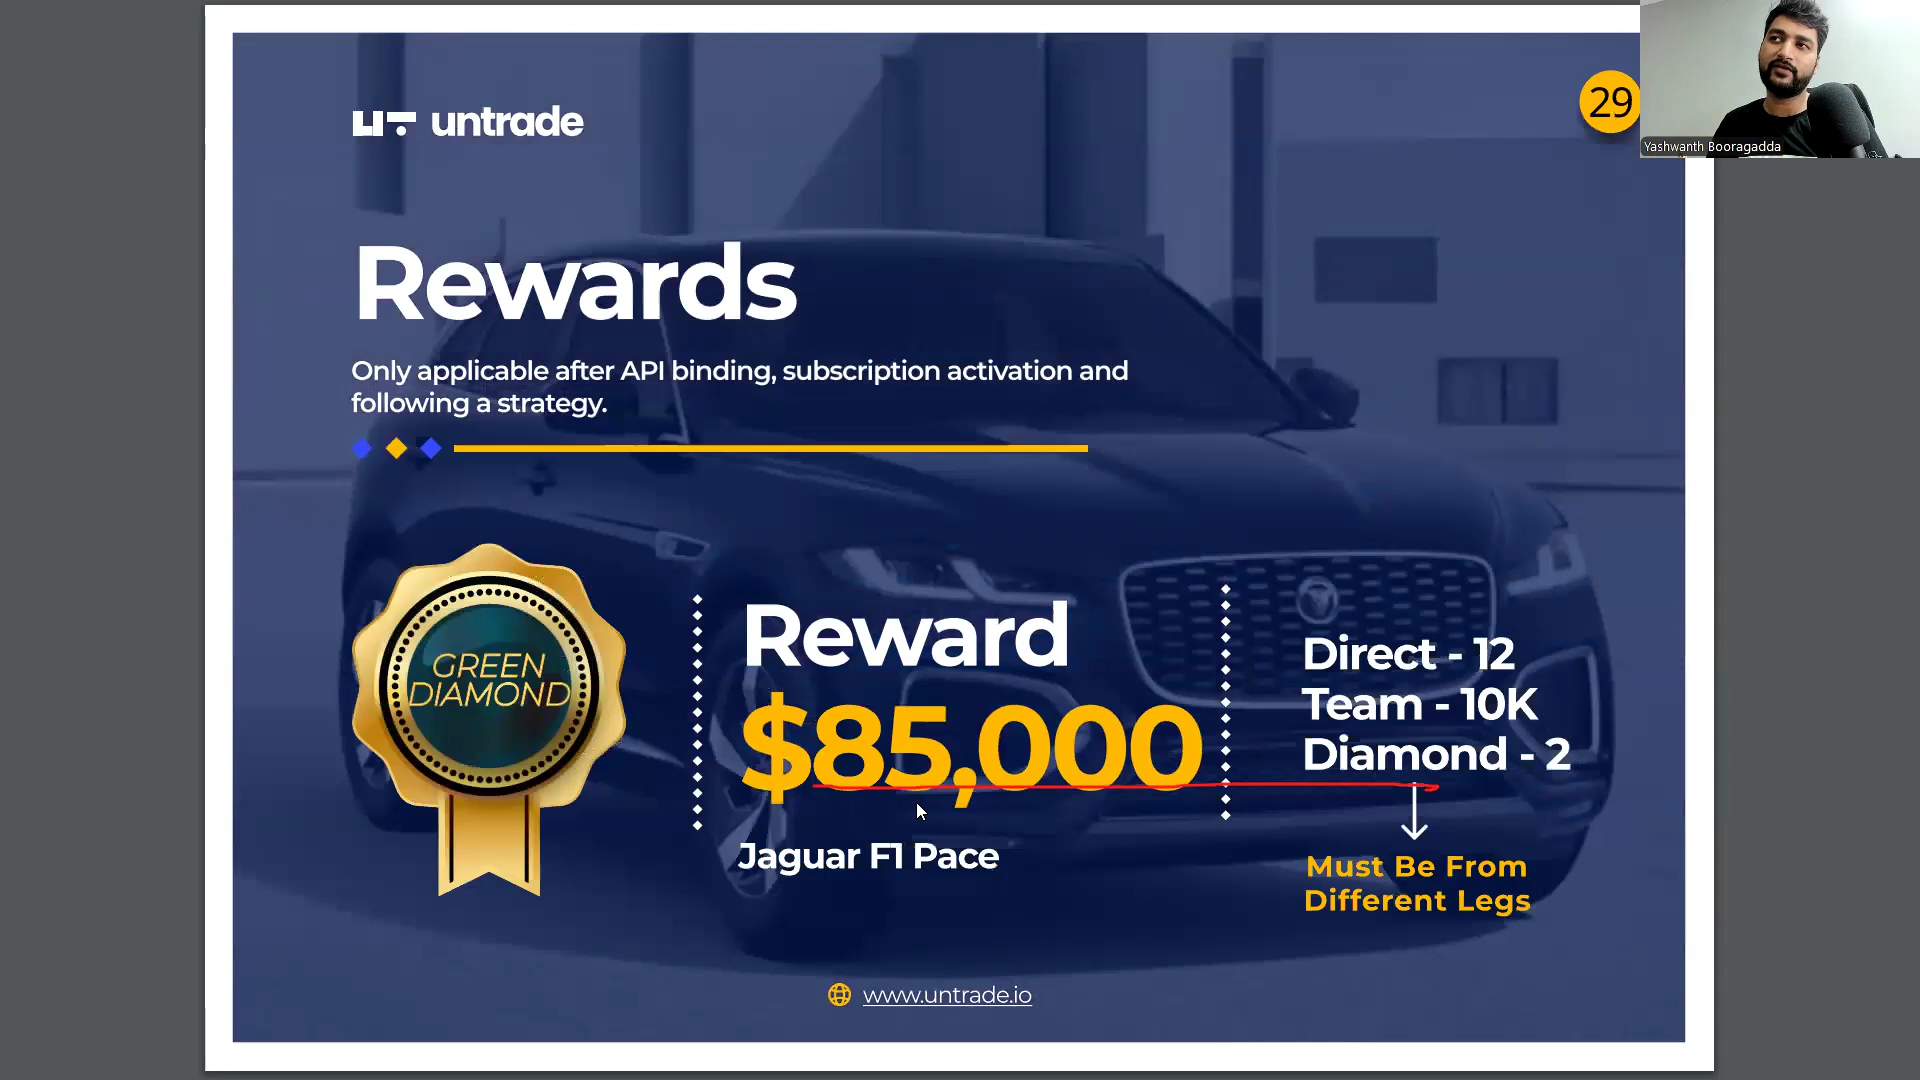 untrade
29
Yashwanth Booragadda
Rewards
Only applicable after API binding, subscription activation and
following a strategy.
GREEN
DIAMOND
Reward
$85,000
Jaguar F1 Pace
Direct - 12
Team - 10K
Diamond - 2
Must Be From
Different Legs
www.untrade.io